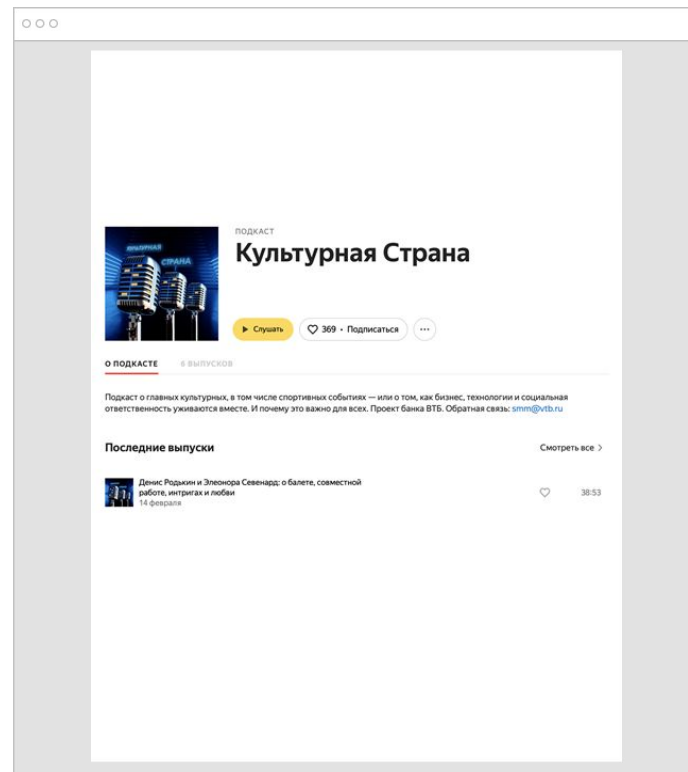 КУЛЬТУРНАЯ
СТРАНА
ПОДКАСТ
Культурная Страна
Слушать
369 • Подписаться
О ПОДКАСТЕ
6 ВЫПУСКОВ
Подкаст о главных культурных, в том числе спортивных событиях — или о том, как бизнес, технологии и социальная
ответственность уживаются вместе. И почему это важно для всех. Проект банка ВТБ. Обратная связь: smm@vtb.ru
Последние выпуски
Смотреть все
Денис Родькин и Элеонора Севенард: о балете, совместной
работе, интригах и любви
14 февраля
38:53